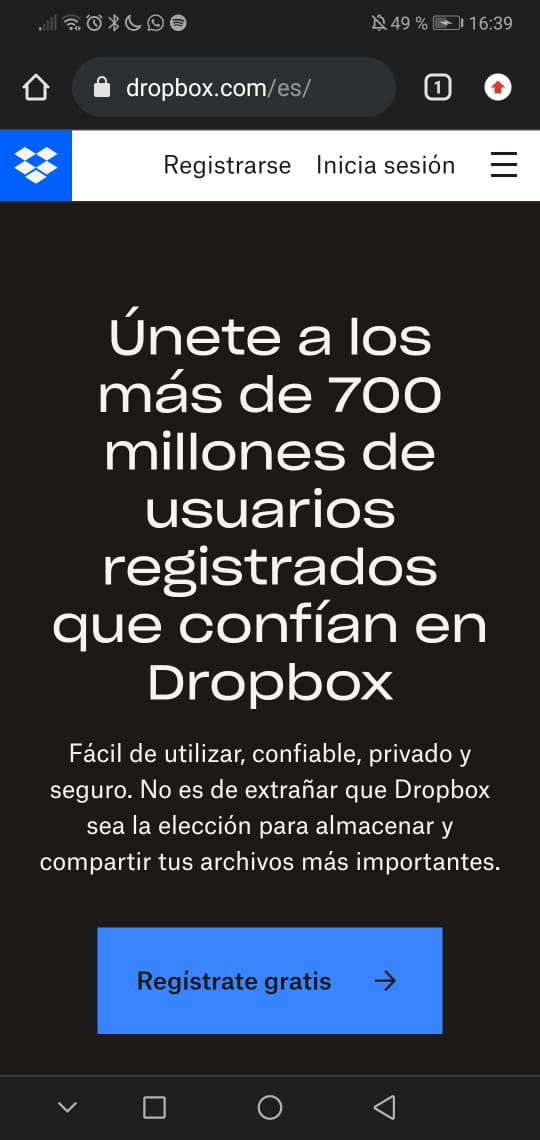 49 % 16:39
dropbox.com/es/
1
Registrarse Inicia sesión
Únete a los
más de 700
millones de
usuarios
registrados
que confían en
Dropbox
Fácil de utilizar, confiable, privado y
seguro. No es de extrañar que Dropbox
sea la elección para almacenar y
compartir tus archivos más importantes.
Regístrate gratis